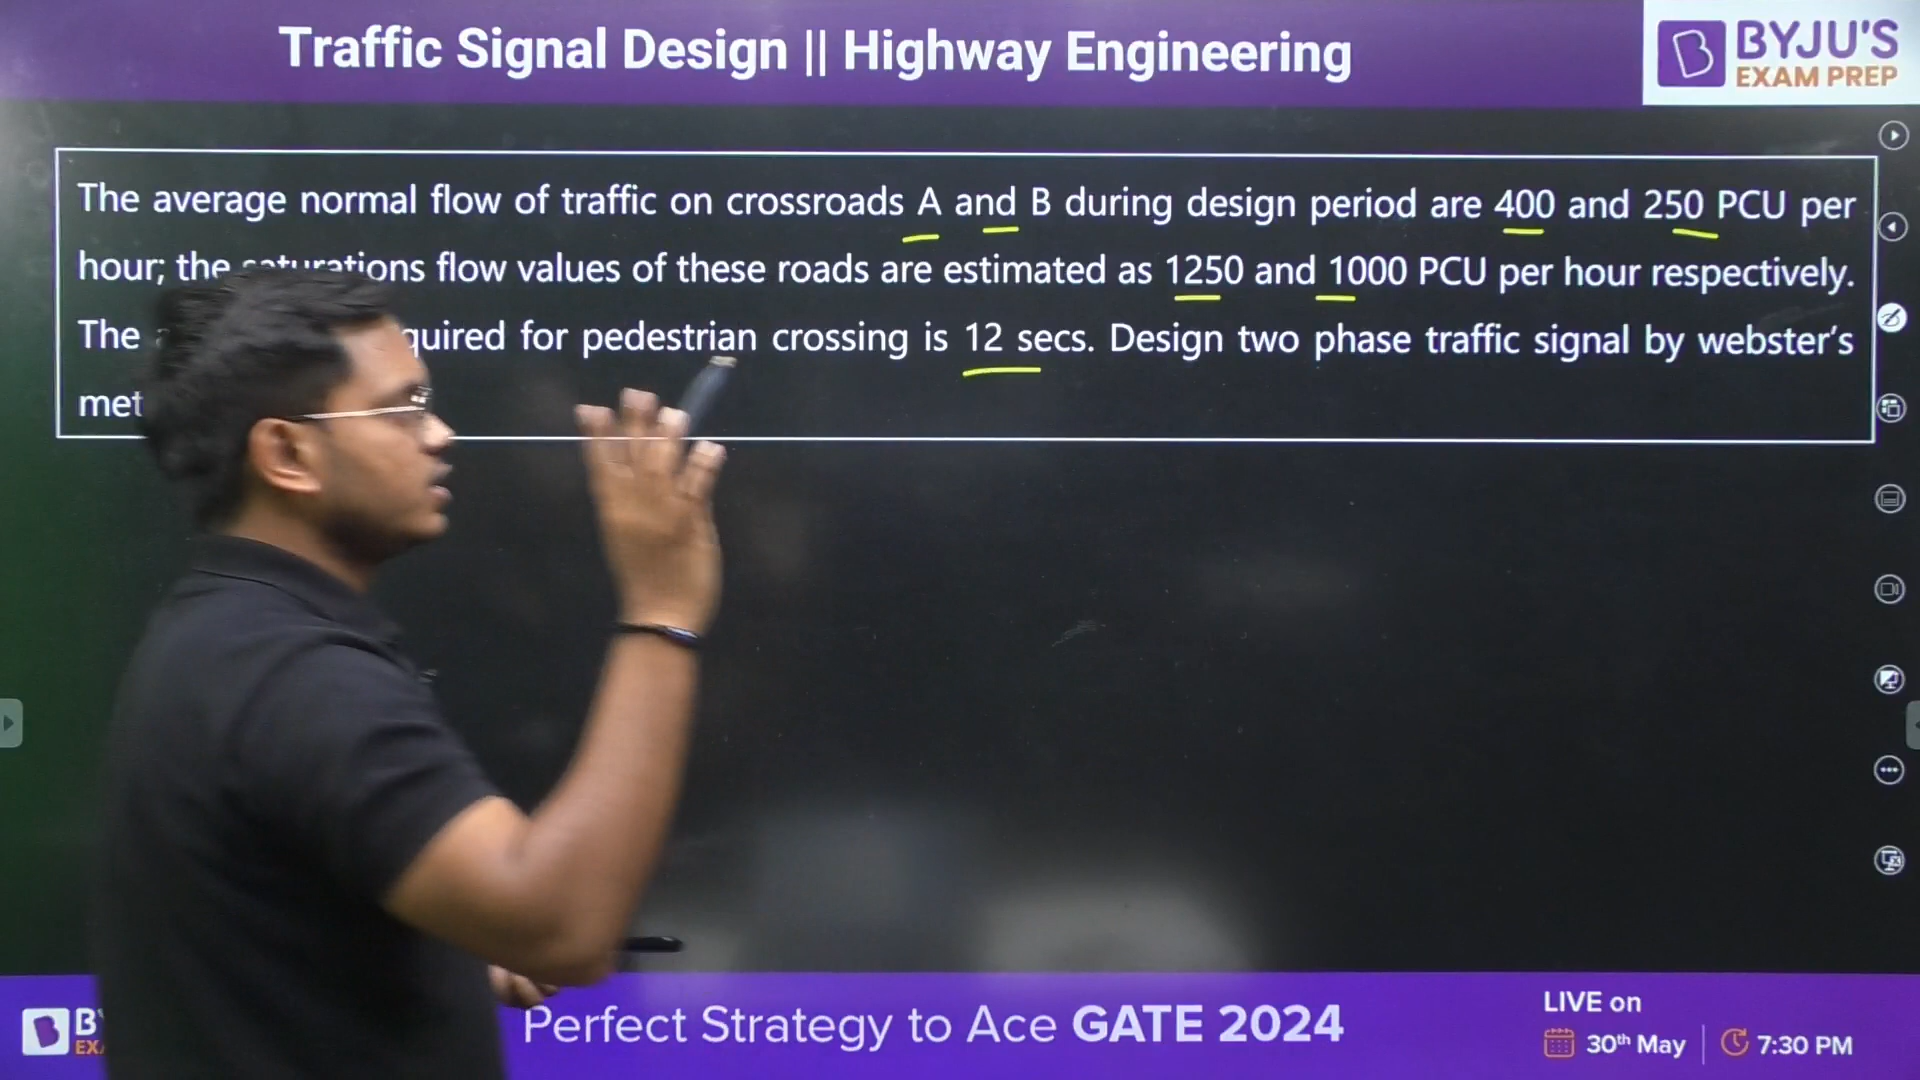 Traffic Signal Design || Highway Engineering
BYJU'S
EXAM PREP
The average normal flow of traffic on crossroads A and B during design period are 400 and 250 PCU per
hour; the saturations flow values of these roads are estimated as 1250 and 1000 PCU per hour respectively.
The quired for pedestrian crossing is 12 secs. Design two phase traffic signal by webster's
met
B
EX
Perfect Strategy to Ace GATE 2024
LIVE on
30th May | 7:30 PM